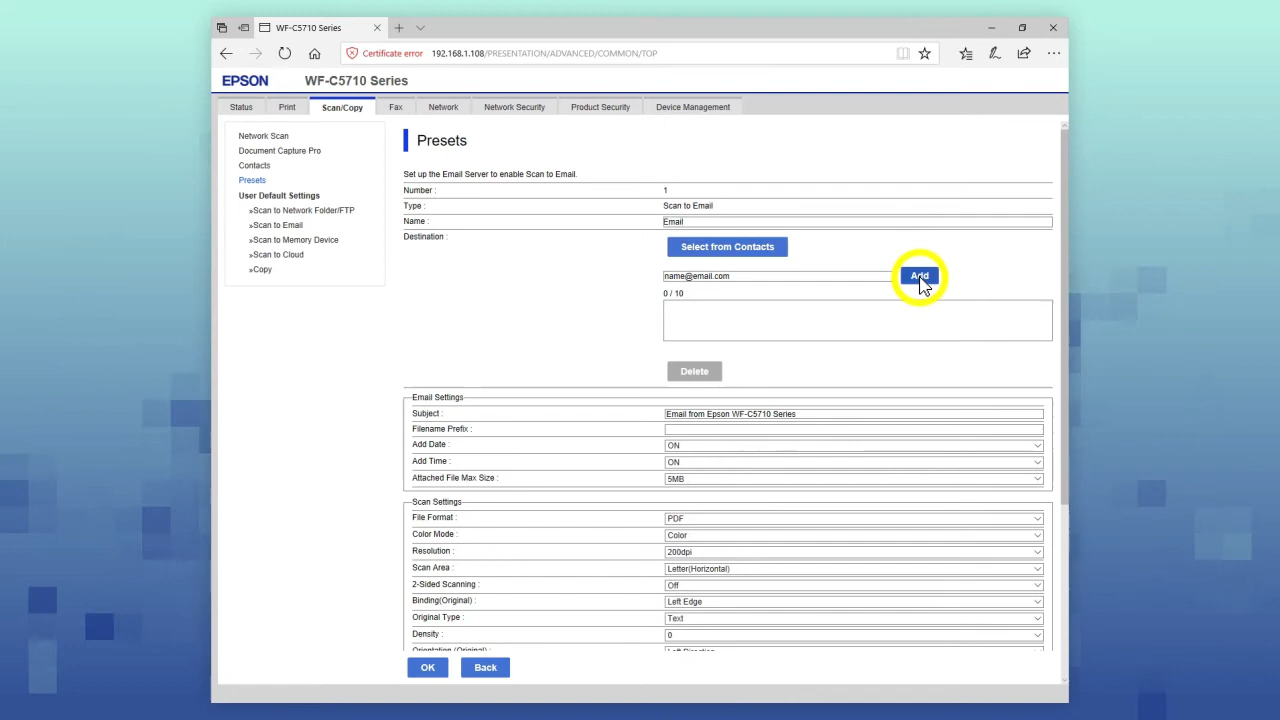 WF-C5710 Series
Certificate error 192.168.1.108/PRESENTATION/ADVANCED/COMMON/TOP
EPSON WF-C5710 Series
Status Print Scan/Copy Fax Network Network Security Product Security Device Management
Network Scan
Document Capture Pro
Contacts
Presets
User Default Settings
»Scan to Network Folder/FTP
»Scan to Email
»Scan to Memory Device
»Scan to Cloud
»Copy
Presets
Set up the Email Server to enable Scan to Email.
Number : 1
Type : Scan to Email
Name : Email
Destination :
Select from Contacts
name@email.com Add
0 / 10
Delete
Email Settings
Subject : Email from Epson WF-C5710 Series
Filename Prefix :
Add Date : ON
Add Time : ON
Attached File Max Size : 5MB
Scan Settings
File Format : PDF
Color Mode : Color
Resolution : 200dpi
Scan Area : Letter(Horizontal)
2-Sided Scanning : Off
Binding(Original) : Left Edge
Original Type : Text
Density : 0
Orientation (Original) : Left Direction
OK Back